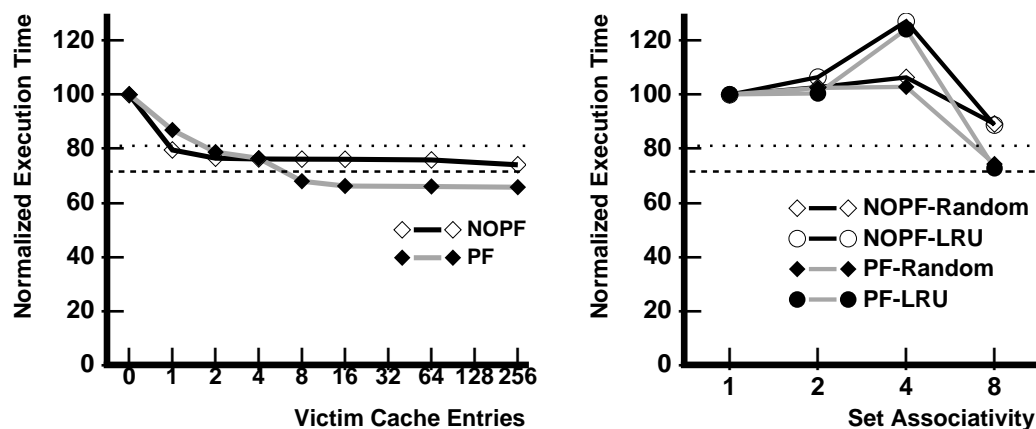 Normalized Execution Time
120
100
80
60
40
20
0
NOPF
PF
0 1 2 4 8 16 32 64 128 256
Victim Cache Entries
Normalized Execution Time
120
100
80
60
40
20
0
NOPF-Random
NOPF-LRU
PF-Random
PF-LRU
1 2 4 8
Set Associativity